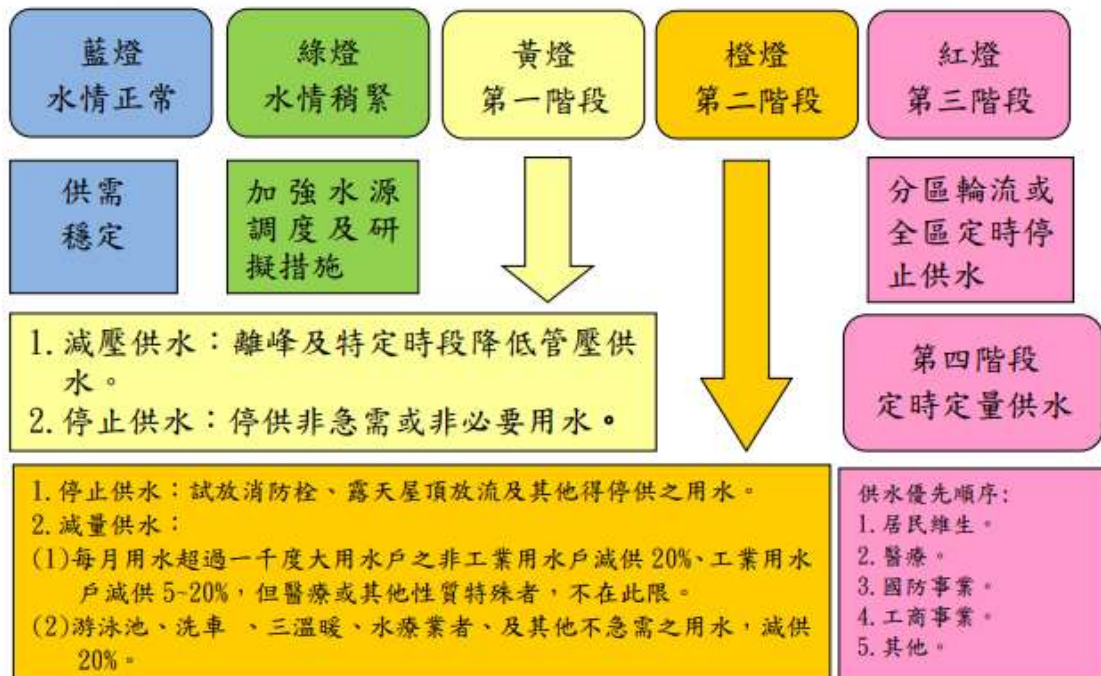 藍燈
水情正常
綠燈
水情稍緊
黃燈
第一階段
橙燈
第二階段
紅燈
第三階段
供需
穩定
加強水源
調度及研
擬措施
分區輪流或
全區定時停
止供水
1.減壓供水：離峰及特定時段降低管壓供
水。
2.停止供水：停供非急需或非必要用水。
第四階段
定時定量供水
1.停止供水：試放消防栓、露天屋頂放流及其他得停供之用水。
2.減量供水：
(1)每月用水超過一千度大用水戶之非工業用水戶減供 20%、工業用水
戶減供 5~20%，但醫療或其他性質特殊者，不在此限。
(2)游泳池、洗車 、三溫暖、水療業者、及其他不急需之用水，減供
20%。
供水優先順序:
1.居民維生。
2.醫療。
3.國防事業。
4.工商事業。
5.其他。